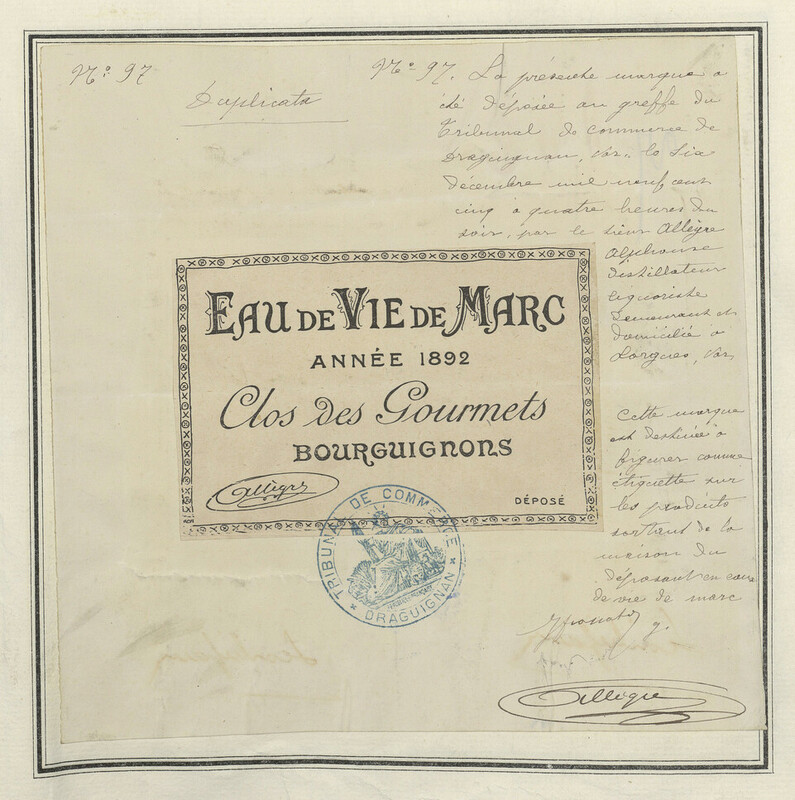 N° 97
Duplicata
N° 97. La présente marque a
été déposée au greffe du
Tribunal de Commerce de
Draguignan, Var, le six
décembre mil neuf cent
cinq à quatre heures du
soir, par le sieur Allègre
Alphonse
distillateur
liquoriste
demeurant et
domicilié à
Lorgues, Var
Cette marque
est destinée à
figurer comme
étiquette sur
les produits
sortant de la
maison du
déposant en eau
de vie de marc
Allègre
EAU DE VIE DE MARC
ANNÉE 1892
Clos des Gourmets
BOURGUIGNONS
Allègre
DÉPOSÉ
TRIBUNAL DE COMMERCE
DRAGUIGNAN